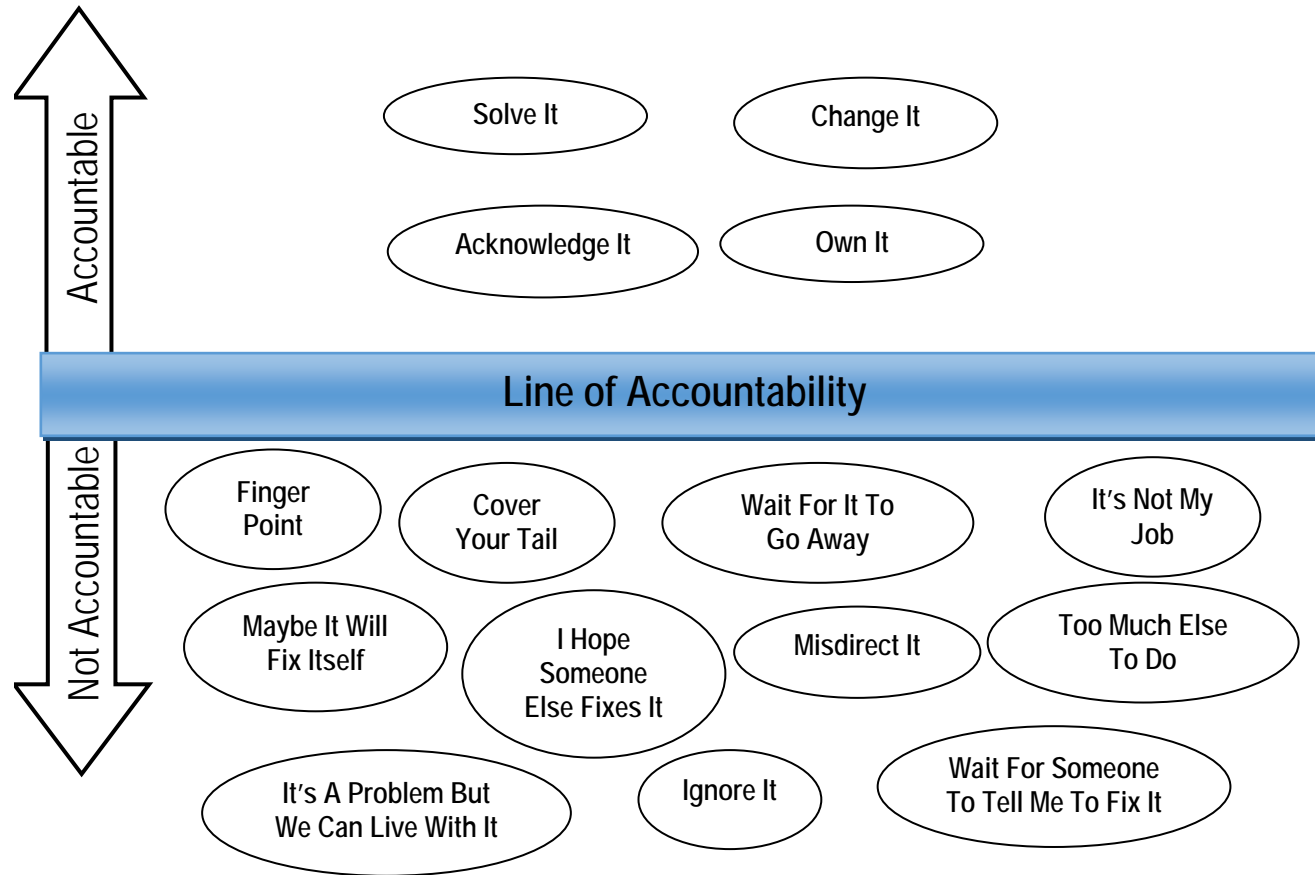 Accountable
Solve It
Change It
Acknowledge It
Own It
Line of Accountability
Not Accountable
Finger
Point
Cover
Your Tail
Wait For It To
Go Away
It's Not My
Job
Maybe It Will
Fix Itself
I Hope
Someone
Else Fixes It
Misdirect It
Too Much Else
To Do
It's A Problem But
We Can Live With It
Ignore It
Wait For Someone
To Tell Me To Fix It